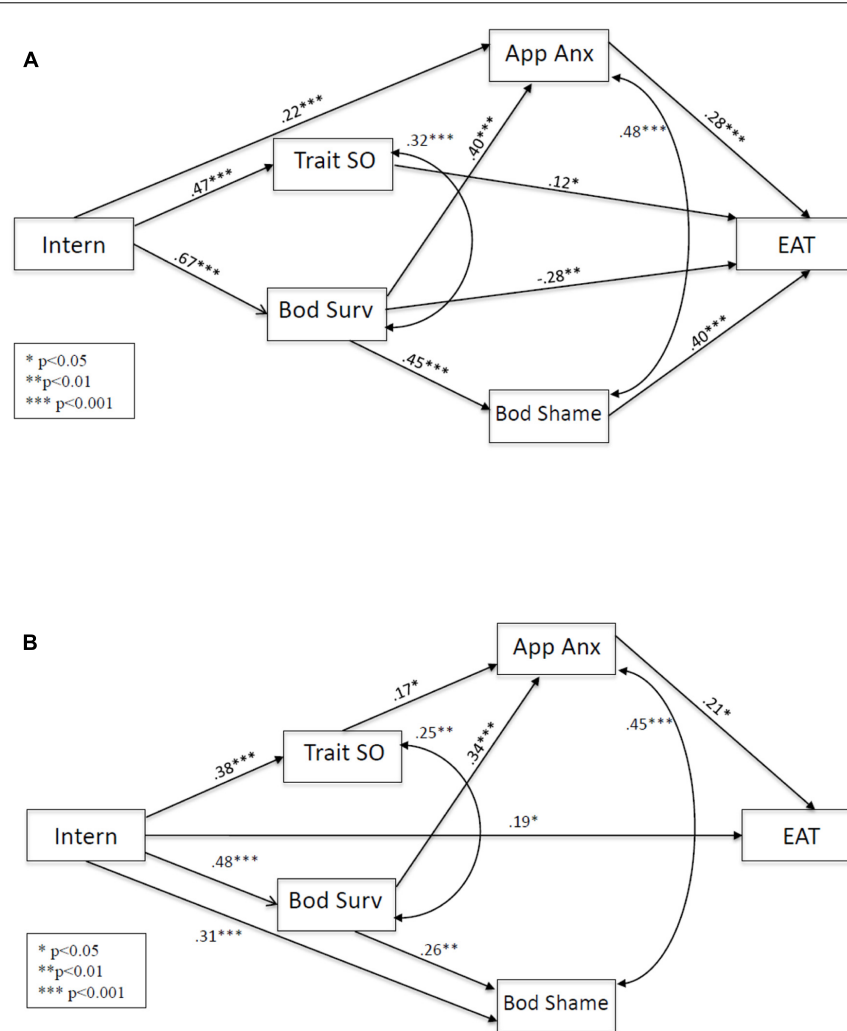 A
App Anx
.22***
.28***
.32***
.40***
.48***
Trait SO
.47***
.12*
Intern
EAT
.67***
-.28**
Bod Surv
.40***
.45***
* p<0.05
**p<0.01
*** p<0.001
Bod Shame
B
App Anx
.17*
.21*
.25**
.34***
.45***
Trait SO
.38***
Intern
.19*
EAT
.48***
Bod Surv
.31***
.26**
* p<0.05
**p<0.01
*** p<0.001
Bod Shame